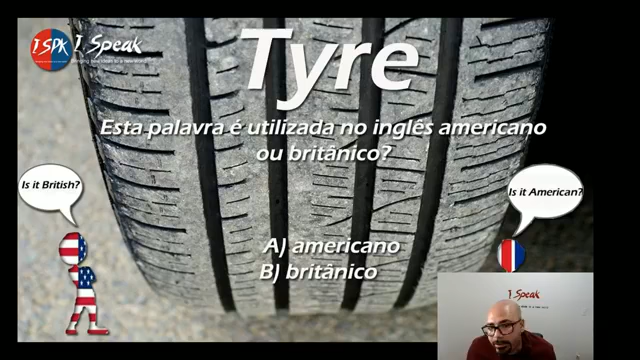 I SPK
I Speak
Tyre
Esta palavra é utilizada no inglês americano
ou britânico?
Is it British?
Is it American?
A) americano
B) britânico
I Speak